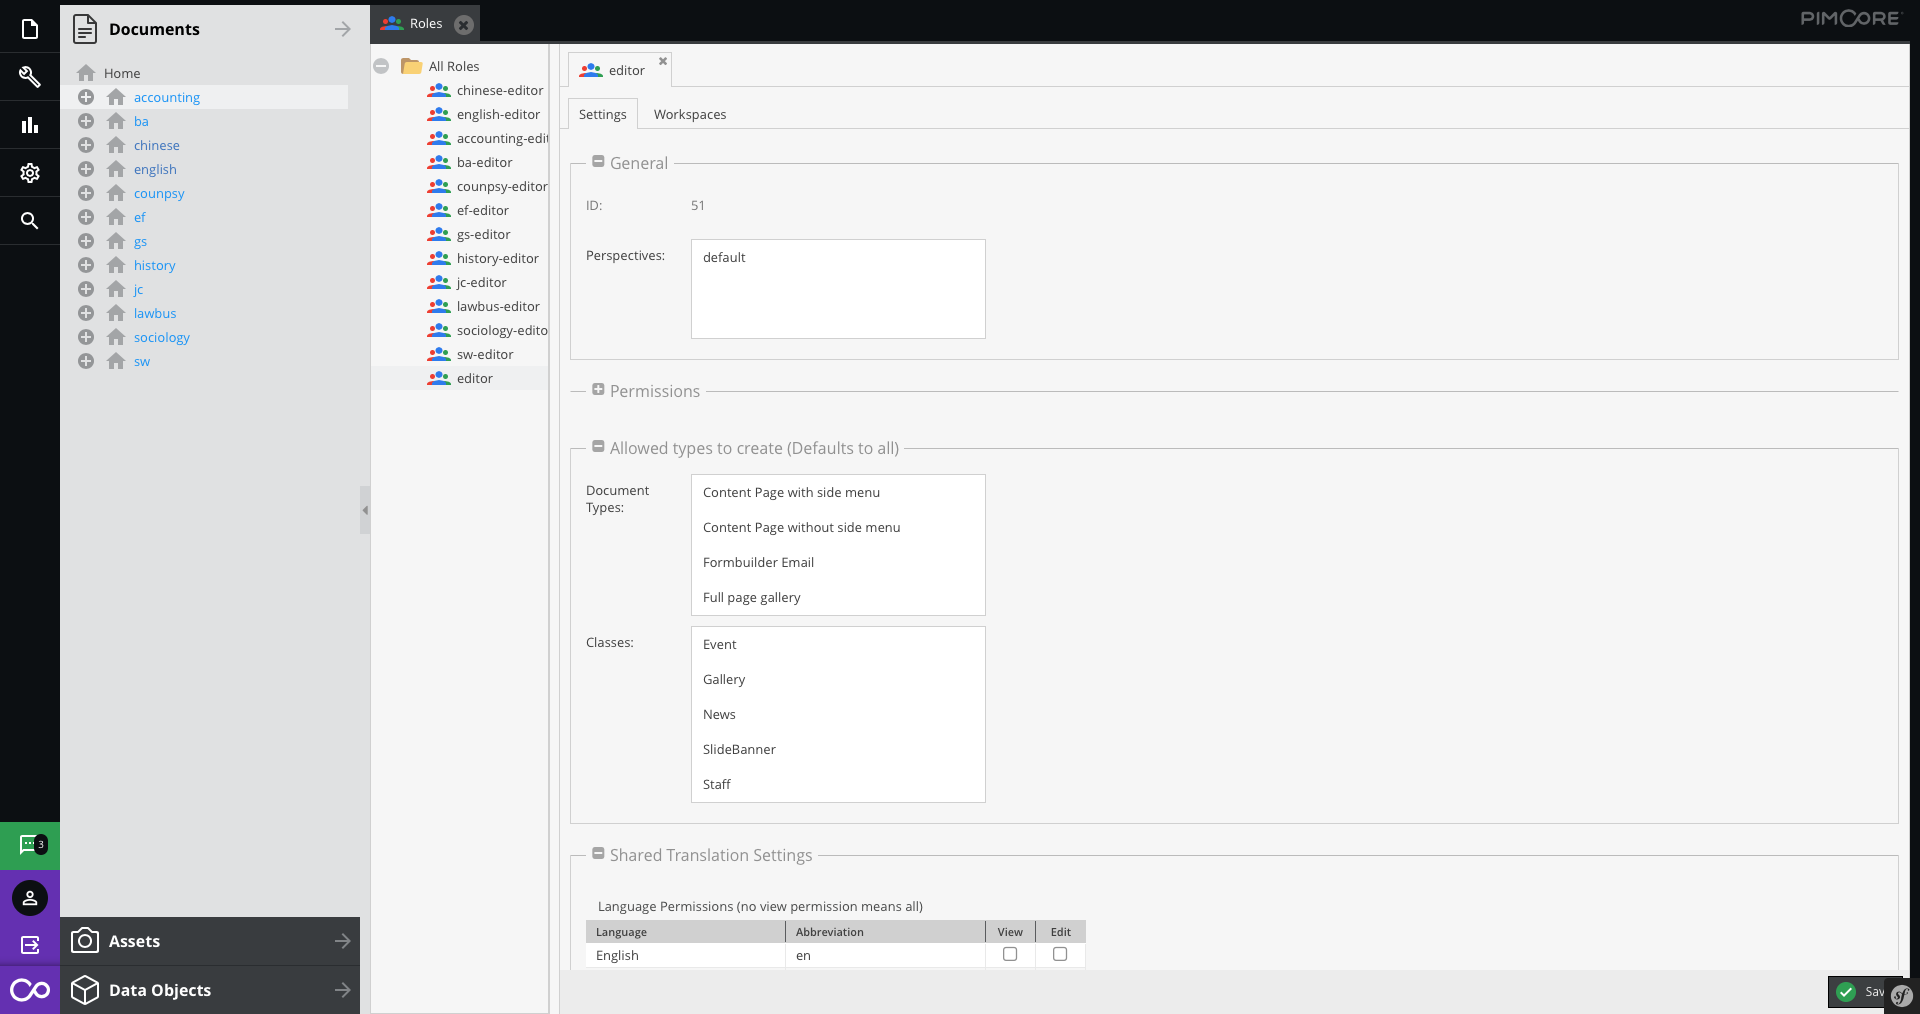 Documents
Home
accounting
ba
chinese
english
counpsy
ef
gs
history
jc
lawbus
sociology
sw
3
Assets
Data Objects
Roles
PIMCORE
All Roles
chinese-editor
english-editor
accounting-edit
ba-editor
counpsy-editor
ef-editor
gs-editor
history-editor
jc-editor
lawbus-editor
sociology-edito
sw-editor
editor
editor
Settings Workspaces
General
ID: 51
Perspectives: default
Permissions
Allowed types to create (Defaults to all)
Document
Types:
Content Page with side menu
Content Page without side menu
Formbuilder Email
Full page gallery
Classes:
Event
Gallery
News
SlideBanner
Staff
Shared Translation Settings
Language Permissions (no view permission means all)
Language Abbreviation View Edit
English en
Sav
sf